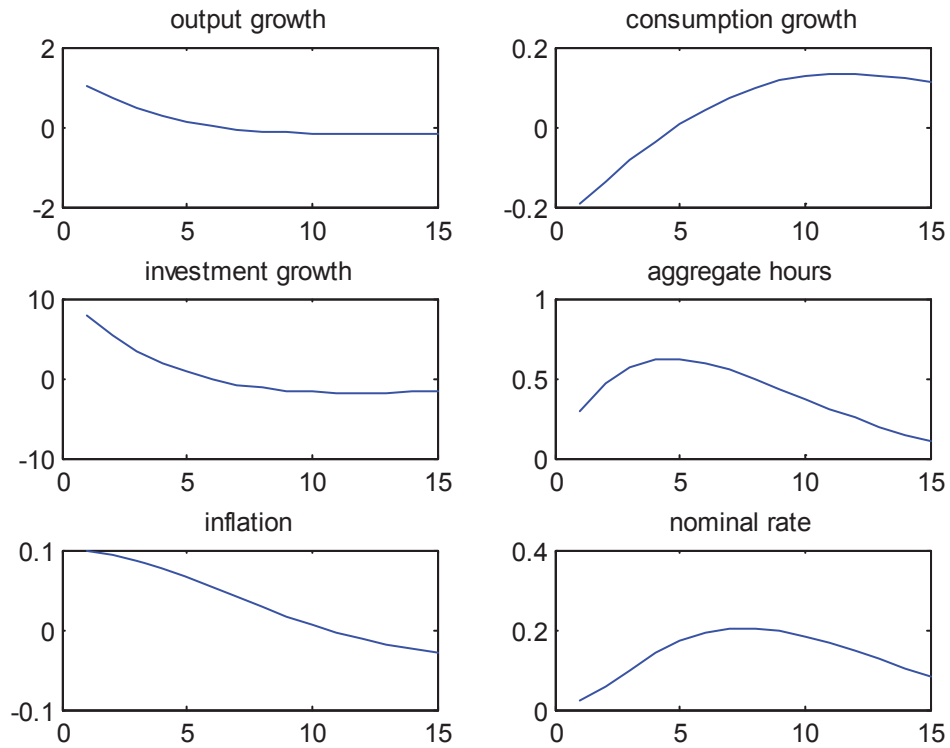 output growth
2
0
-2
0 5 10 15
consumption growth
0.2
0
-0.2
0 5 10 15
investment growth
10
0
-10
0 5 10 15
aggregate hours
1
0.5
0
0 5 10 15
inflation
0.1
0
-0.1
0 5 10 15
nominal rate
0.4
0.2
0
0 5 10 15